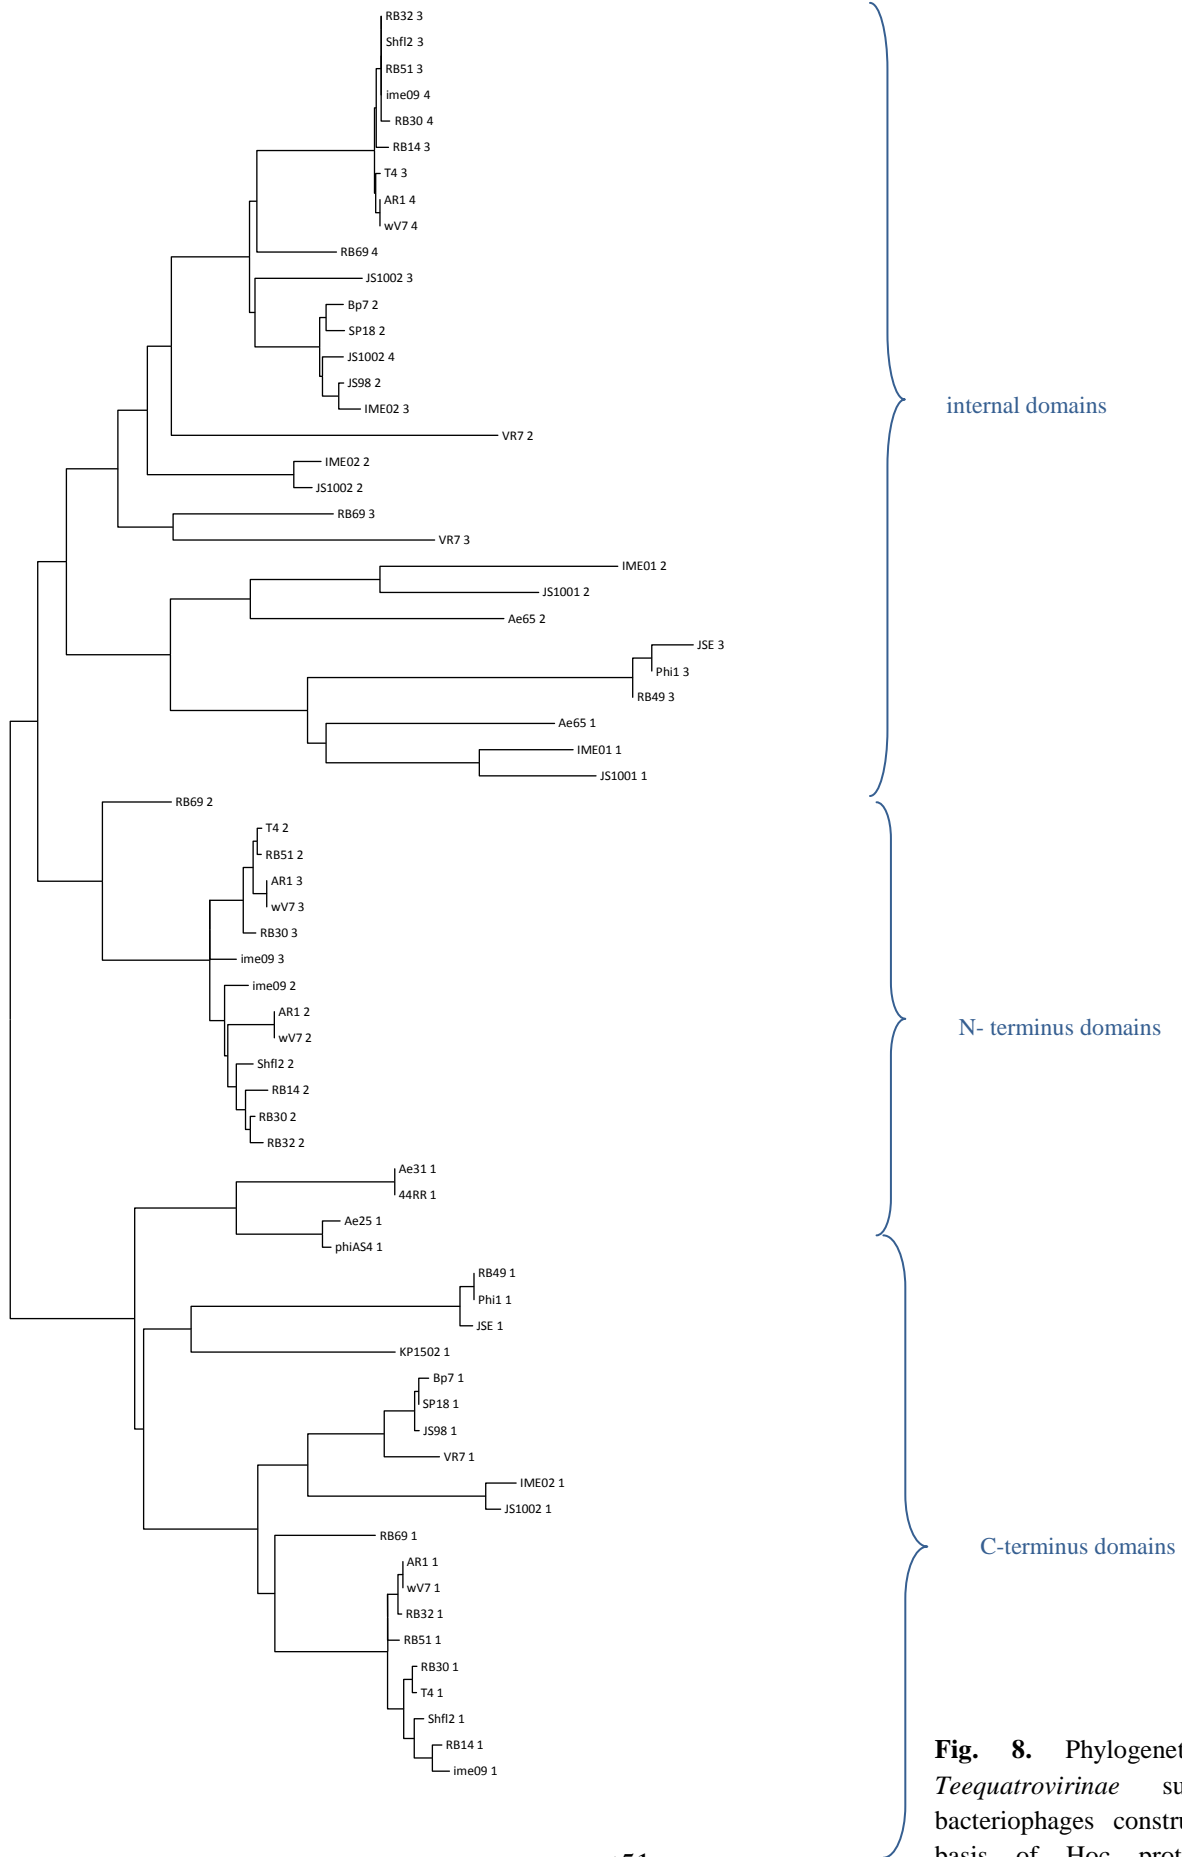 RB32 3
Shfl2 3
RB51 3
ime09 4
RB30 4
RB14 3
T4 3
AR1 4
wV7 4
RB69 4
JS1002 3
Bp7 2
SP18 2
JS1002 4
JS98 2
IME02 3
VR7 2
IME02 2
JS1002 2
RB69 3
VR7 3
IME01 2
JS1001 2
Ae65 2
JSE 3
Phi1 3
RB49 3
Ae65 1
IME01 1
JS1001 1
internal domains
RB69 2
T4 2
RB51 2
AR1 3
wV7 3
RB30 3
ime09 3
ime09 2
AR1 2
wV7 2
Shfl2 2
RB14 2
RB30 2
RB32 2
N- terminus domains
Ae31 1
44RR 1
Ae25 1
phiAS4 1
RB49 1
Phi1 1
JSE 1
KP1502 1
Bp7 1
SP18 1
JS98 1
VR7 1
IME02 1
JS1002 1
RB69 1
AR1 1
wV7 1
RB32 1
RB51 1
RB30 1
T4 1
Shfl2 1
RB14 1
ime09 1
C-terminus domains
Fig. 8. Phylogenet
Teequatrovirinae su
bacteriophages constru
basis of Hoc prot